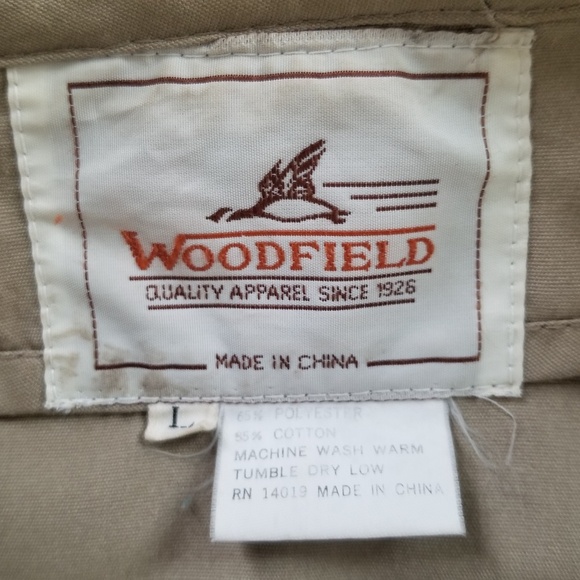 WOODFIELD
QUALITY APPAREL SINCE 1926
MADE IN CHINA
L
POLYESTER
COTTON
MACHINE WASH WARM
TUMBLE DRY LOW
RN 14019 MADE IN CHINA